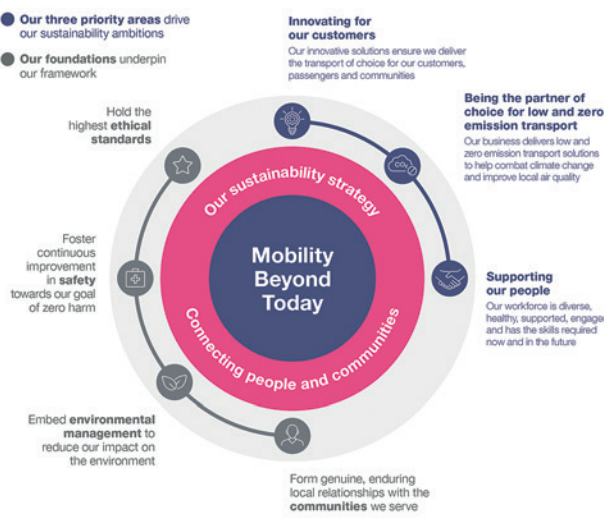 Our three priority areas drive
our sustainability ambitions
Our foundations underpin
our framework
Innovating for
our customers
Our innovative solutions ensure we deliver
the transport of choice for our customers,
passengers and communities
Being the partner of
choice for low and zero
emission transport
Our business delivers low and
zero emission transport solutions
to help combat climate change
and improve local air quality
Supporting
our people
Our workforce is diverse,
healthy, supported, engage
and has the skills required
now and in the future
Hold the
highest ethical
standards
Foster
continuous
improvement
in safety
towards our goal
of zero harm
Embed environmental
management to
reduce our impact on
the environment
Form genuine, enduring
local relationships with the
communities we serve
Our sustainability strategy
Mobility
Beyond
Today
Connecting people and communities
CO₂